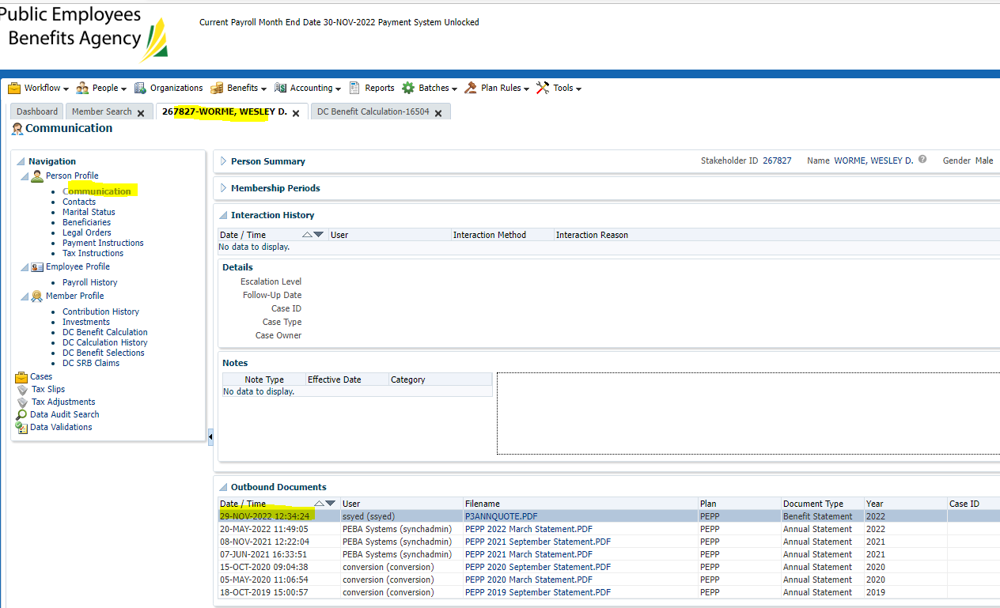 Public Employees
Benefits Agency
Current Payroll Month End Date 30-NOV-2022 Payment System Unlocked
Workflow People Organizations Benefits Accounting Reports Batches Plan Rules Tools
Dashboard Member Search 267827-WORME, WESLEY D. DC Benefit Calculation-16504
Communication
Navigation
Person Profile
Communication
Contacts
Marital Status
Beneficiaries
Legal Orders
Payment Instructions
Tax Instructions
Employee Profile
Payroll History
Member Profile
Contribution History
Investments
DC Benefit Calculation
DC Calculation History
DC Benefit Selections
DC SRB Claims
Cases
Tax Slips
Tax Adjustments
Data Audit Search
Data Validations
Person Summary Stakeholder ID 267827 Name WORME, WESLEY D. Gender Male
Membership Periods
Interaction History
Date / Time User Interaction Method Interaction Reason
No data to display.
Details
Escalation Level
Follow-Up Date
Case ID
Case Type
Case Owner
Notes
Note Type Effective Date Category
No data to display.
Outbound Documents
Date / Time User Filename Plan Document Type Year Case ID
29-NOV-2022 12:34:24 ssyed (ssyed) P3ANNQUOTE.PDF PEPP Benefit Statement 2022
20-MAY-2022 11:49:05 PEBA Systems (synchadmin) PEPP 2022 March Statement.PDF PEPP Annual Statement 2022
08-NOV-2021 12:22:04 PEBA Systems (synchadmin) PEPP 2021 September Statement.PDF PEPP Annual Statement 2021
07-JUN-2021 16:33:51 PEBA Systems (synchadmin) PEPP 2021 March Statement.PDF PEPP Annual Statement 2021
15-OCT-2020 09:04:38 conversion (conversion) PEPP 2020 September Statement.PDF PEPP Annual Statement 2020
05-MAY-2020 11:06:54 conversion (conversion) PEPP 2020 March Statement.PDF PEPP Annual Statement 2020
18-OCT-2019 15:00:57 conversion (conversion) PEPP 2019 September Statement.PDF PEPP Annual Statement 2019